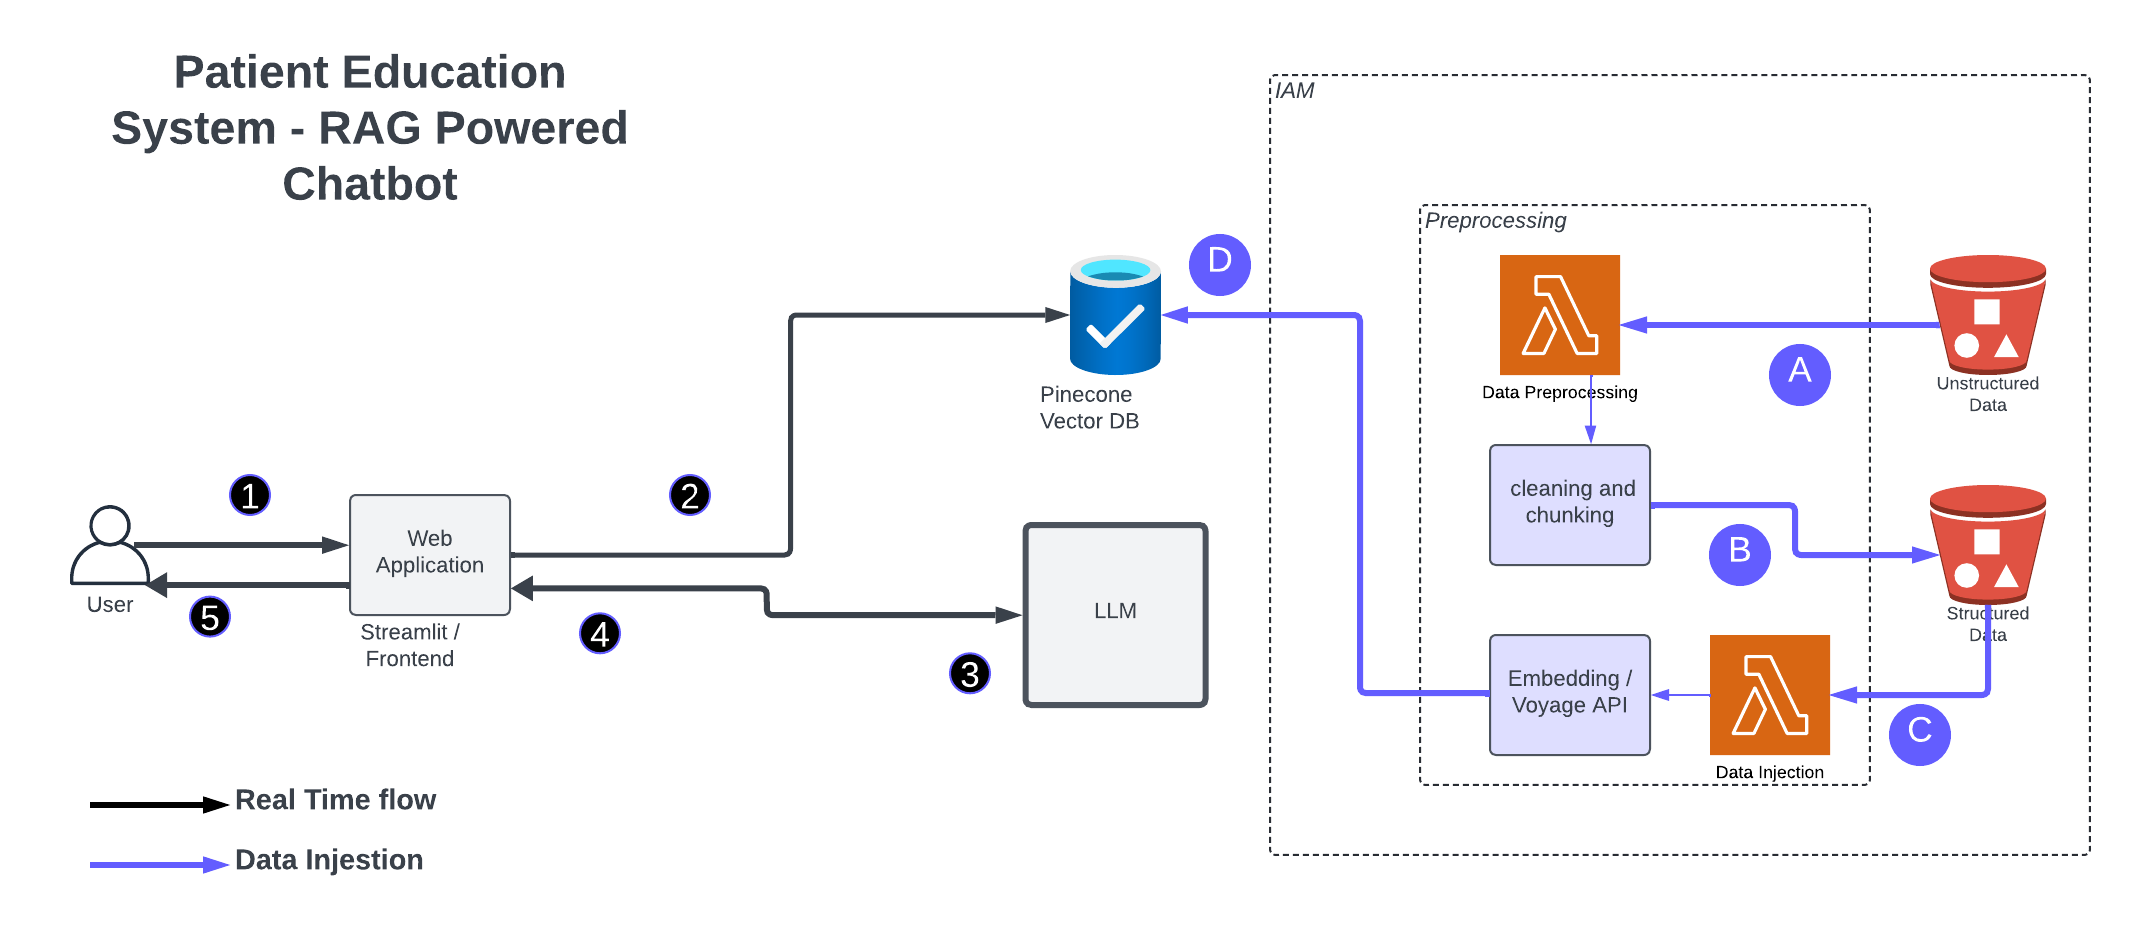 Patient Education
System - RAG Powered
Chatbot
IAM
Preprocessing
D
A
Data Preprocessing
Unstructured
Data
Pinecone
Vector DB
cleaning and
chunking
B
Structured
Data
1
2
Web
Application
User
5
Streamlit /
Frontend
4
3
LLM
Embedding /
Voyage API
C
Data Injection
Real Time flow
Data Injestion